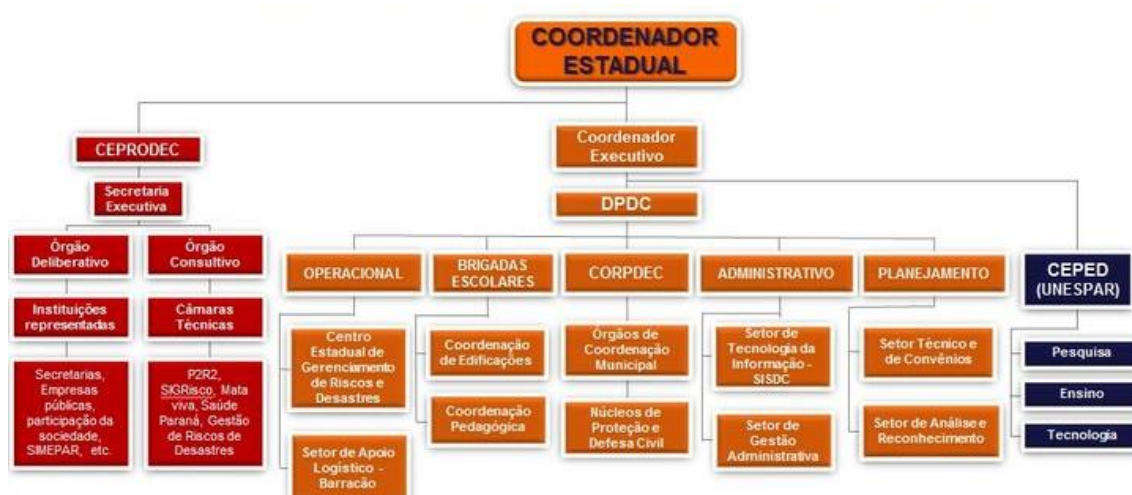 COORDENADOR
ESTADUAL
CEPRODEC
Coordenador
Executivo
Secretaria
Executiva
DPDC
Órgão
Deliberativo
Órgão
Consultivo
OPERACIONAL
BRIGADAS
ESCOLARES
CORPDEC
ADMINISTRATIVO
PLANEJAMENTO
CEPED
(UNESPAR)
Instituições
representadas
Câmaras
Técnicas
Centro
Estadual de
Gerenciamento
de Riscos e
Desastres
Coordenação
de Edificações
Órgãos de
Coordenação
Municipal
Setor de
Tecnologia da
Informação -
SISDC
Setor Técnico e
de Convênios
Pesquisa
Ensino
Tecnologia
Secretarias,
Empresas
públicas,
participação da
sociedade,
SIMEPAR, etc.
P2R2,
SIGRisco, Mata
viva, Saúde
Paraná, Gestão
de Riscos de
Desastres
Setor de Apoio
Logístico -
Barracão
Coordenação
Pedagógica
Núcleos de
Proteção e
Defesa Civil
Setor de
Gestão
Administrativa
Setor de Análise e
Reconhecimento